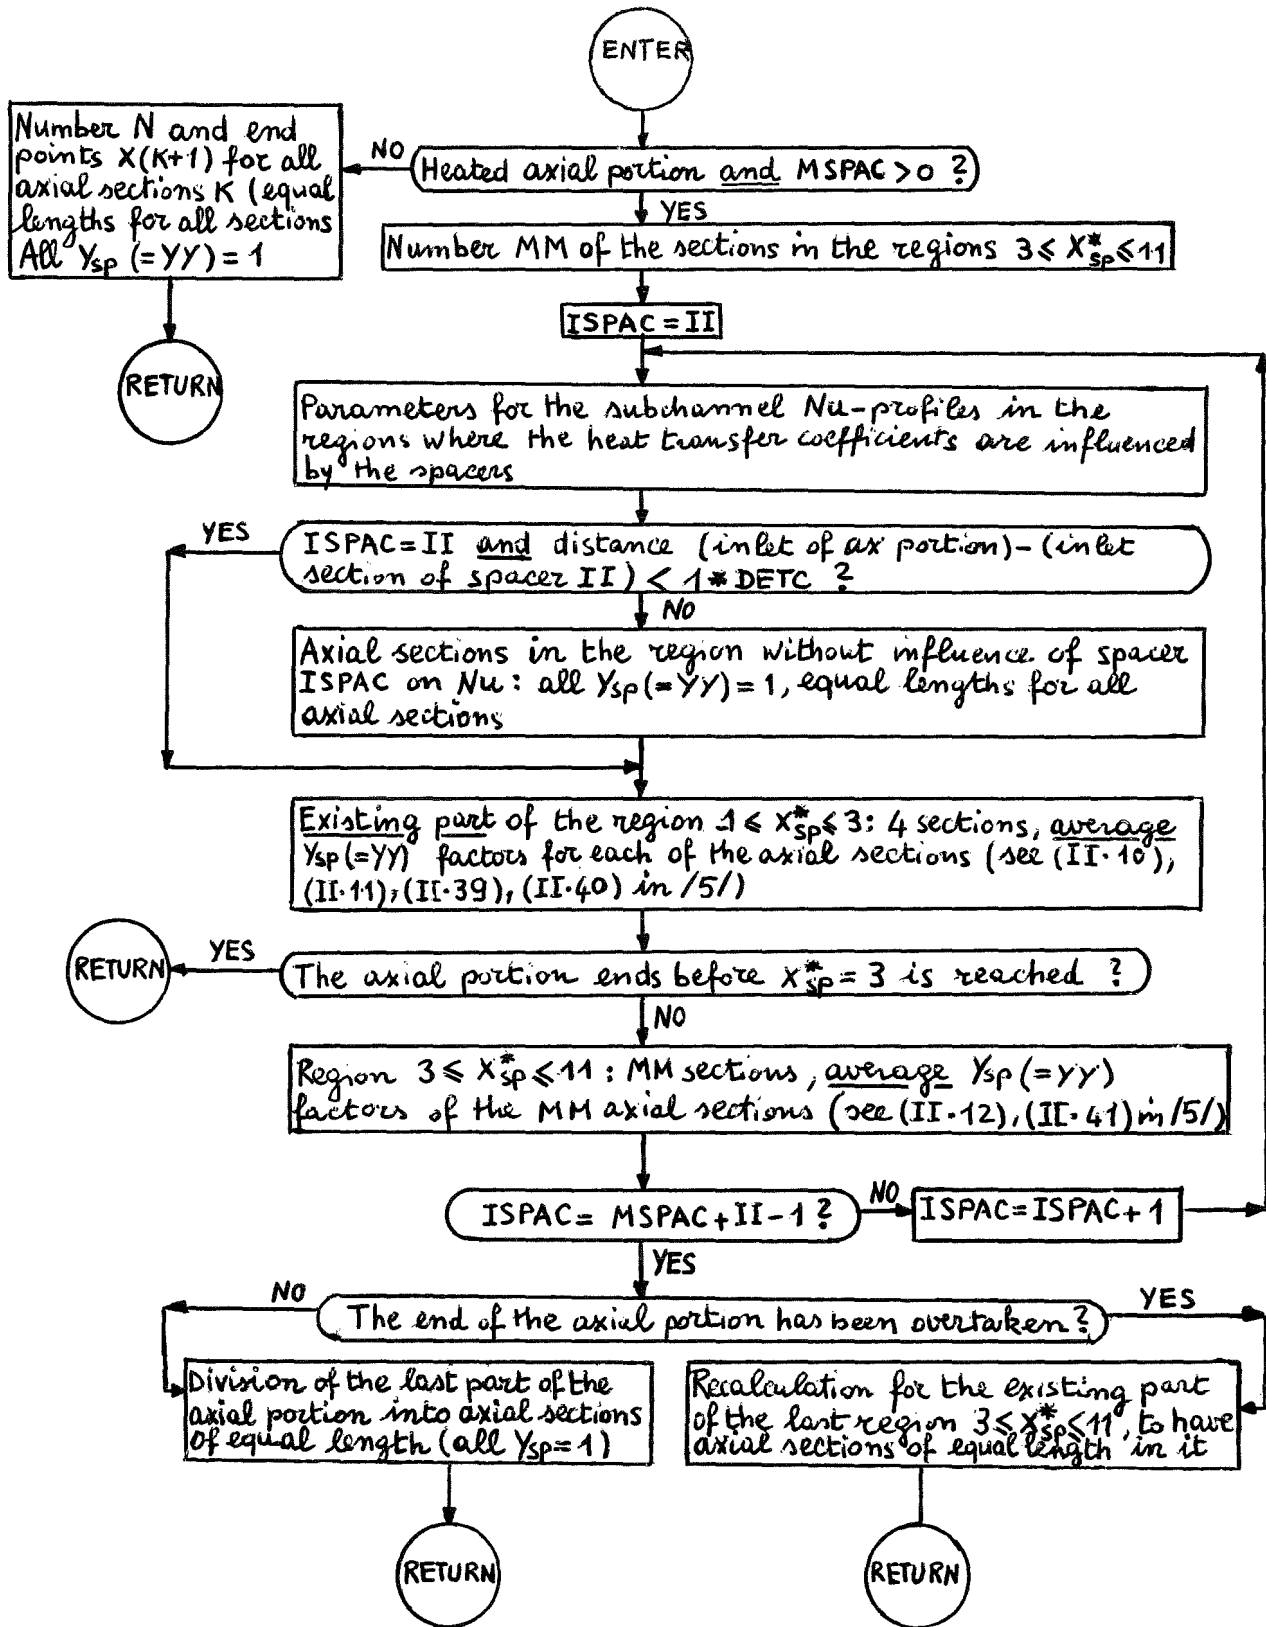 ENTER
Number N and end
points X(K+1) for all
axial sections K (equal
lengths for all sections
All Ysp (=YY) = 1
NO
Heated axial portion and MSPAC > 0 ?
YES
Number MM of the sections in the regions 3 ≤ X*sp ≤ 11
ISPAC = II
RETURN
Parameters for the subchannel Nu-profiles in the
regions where the heat transfer coefficients are influenced
by the spacers
YES
ISPAC=II and distance (inlet of ax portion) - (inlet
section of spacer II) < 1 * DETC ?
NO
Axial sections in the region without influence of spacer
ISPAC on Nu : all Ysp (=YY) = 1, equal lengths for all
axial sections
Existing part of the region -1 ≤ X*sp ≤ 3: 4 sections, average
Ysp (=YY) factors for each of the axial sections (see (II.10),
(II.11), (II.39), (II.40) in /5/)
RETURN
YES
The axial portion ends before X*sp = 3 is reached ?
NO
Region 3 ≤ X*sp ≤ 11 : MM sections, average Ysp (=YY)
factors of the MM axial sections (see (II.12), (II.41) in /5/)
ISPAC = MSPAC + II - 1 ?
NO
ISPAC = ISPAC + 1
YES
NO
The end of the axial portion has been overtaken ?
YES
Division of the last part of the
axial portion into axial sections
of equal length (all Ysp = 1)
Recalculation for the existing part
of the last region 3 ≤ X*sp ≤ 11, to have
axial sections of equal length in it
RETURN
RETURN